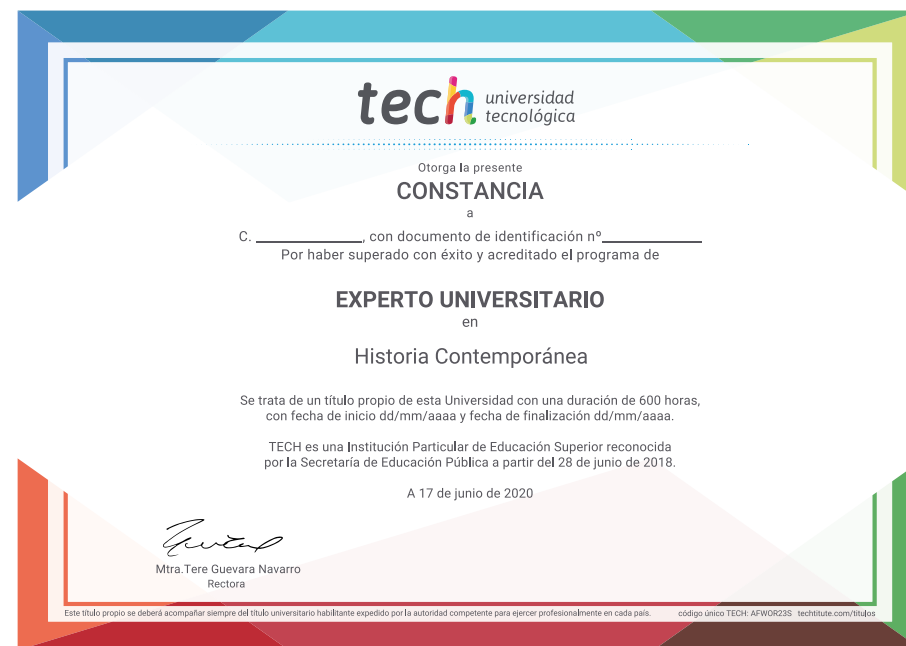 tech universidad
tecnológica
Otorga la presente
CONSTANCIA
a
C. ____________, con documento de identificación nº____________
Por haber superado con éxito y acreditado el programa de
EXPERTO UNIVERSITARIO
en
Historia Contemporánea
Se trata de un título propio de esta Universidad con una duración de 600 horas,
con fecha de inicio dd/mm/aaaa y fecha de finalización dd/mm/aaaa.
TECH es una Institución Particular de Educación Superior reconocida
por la Secretaría de Educación Pública a partir del 28 de junio de 2018.
A 17 de junio de 2020
Mtra.Tere Guevara Navarro
Rectora
Este título propio se deberá acompañar siempre del título universitario habilitante expedido por la autoridad competente para ejercer profesionalmente en cada país. código único TECH: AFWOR23S techtitute.com/titulos